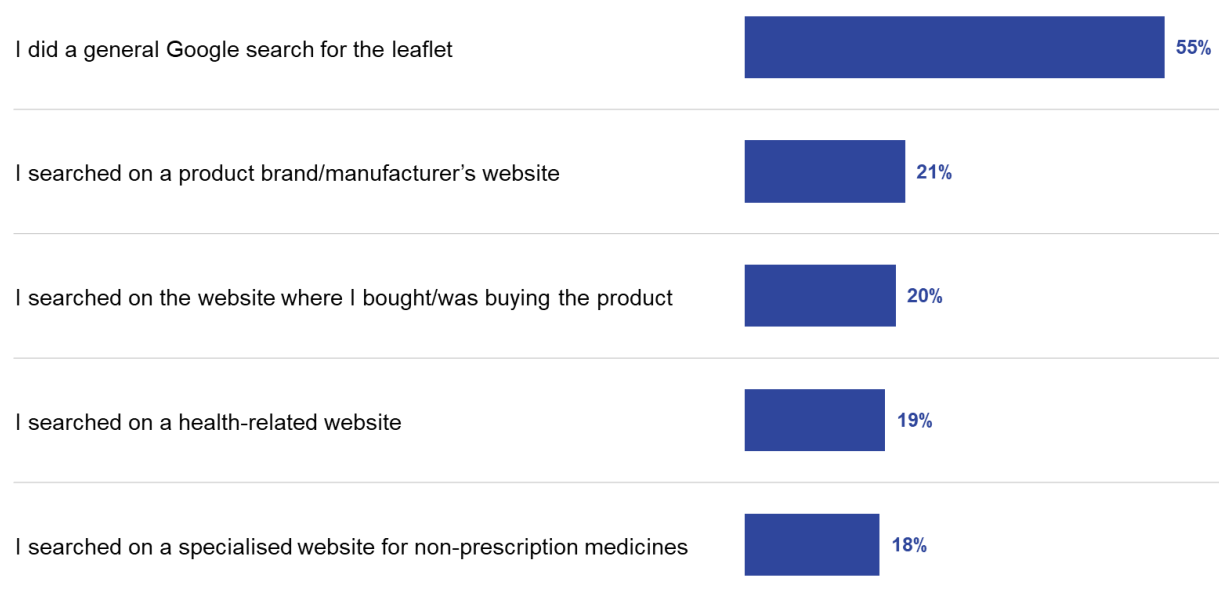 I did a general Google search for the leaflet 55%
I searched on a product brand/manufacturer’s website 21%
I searched on the website where I bought/was buying the product 20%
I searched on a health-related website 19%
I searched on a specialised website for non-prescription medicines 18%